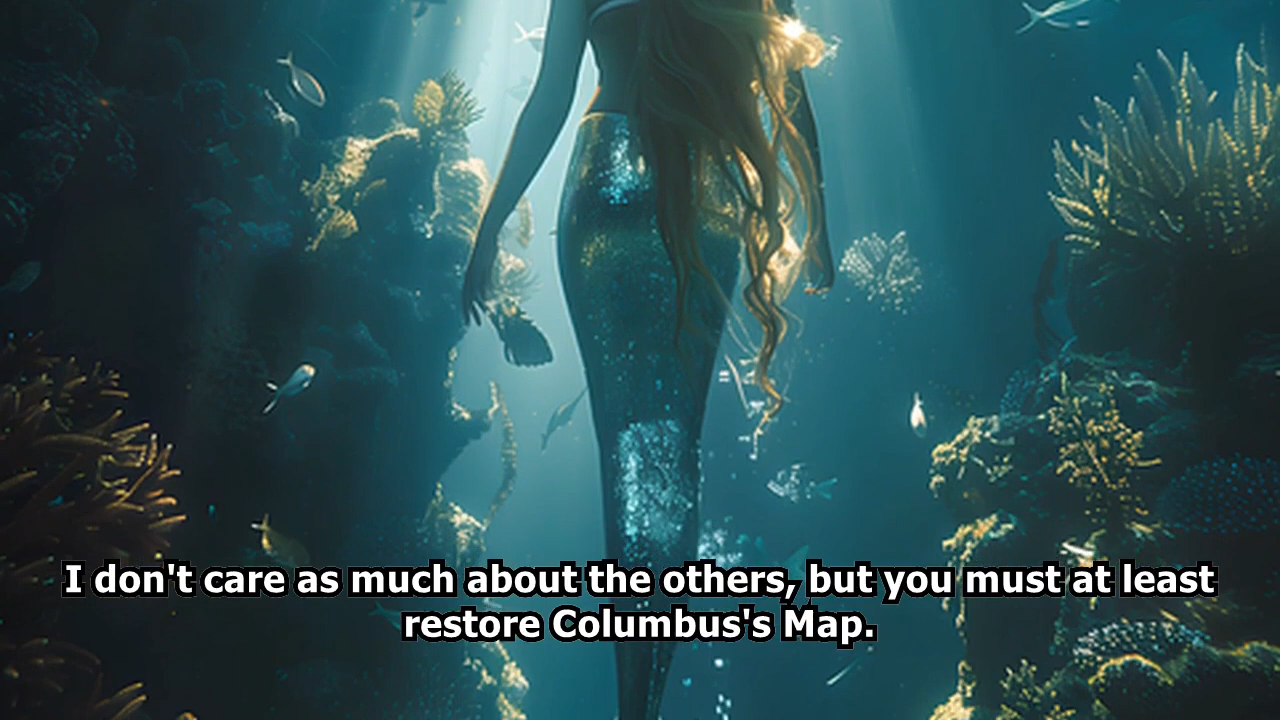 I don't care as much about the others, but you must at least
restore Columbus's Map.